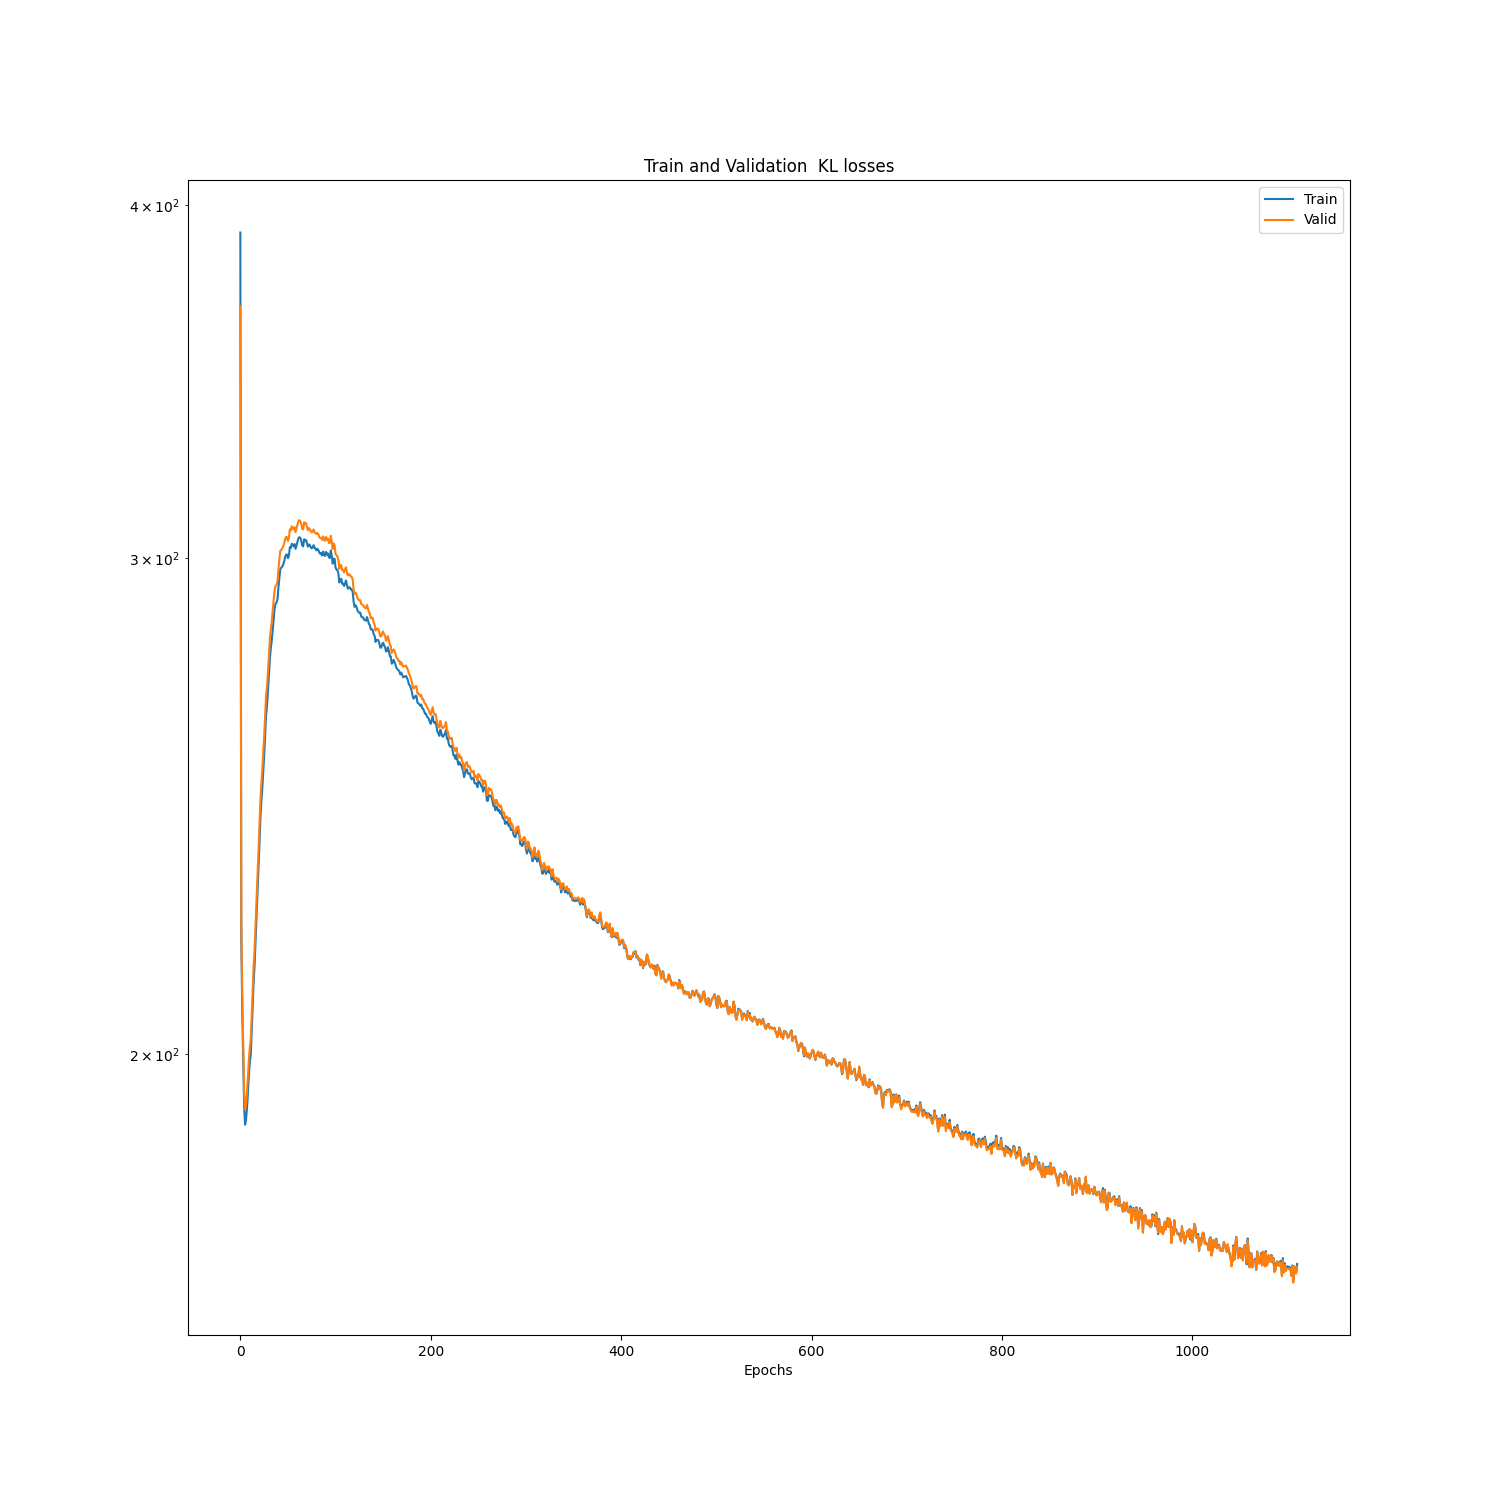 Train and Validation  KL losses
4 × 10²
3 × 10²
2 × 10²
Train
Valid
0 200 400 600 800 1000
Epochs